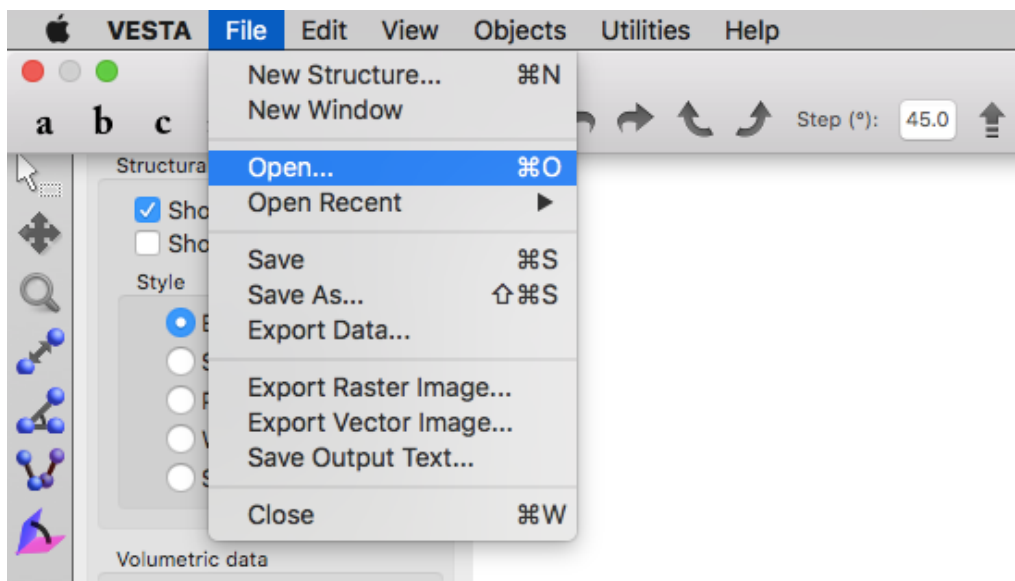 VESTA File Edit View Objects Utilities Help
New Structure... ⌘N
New Window
a b c Step (°): 45.0
Open... ⌘O
Structura
Open Recent ▶
Sho
Sho
Save ⌘S
Style
Save As... ⇧⌘S
Export Data...
Export Raster Image...
Export Vector Image...
Save Output Text...
Close ⌘W
Volumetric data